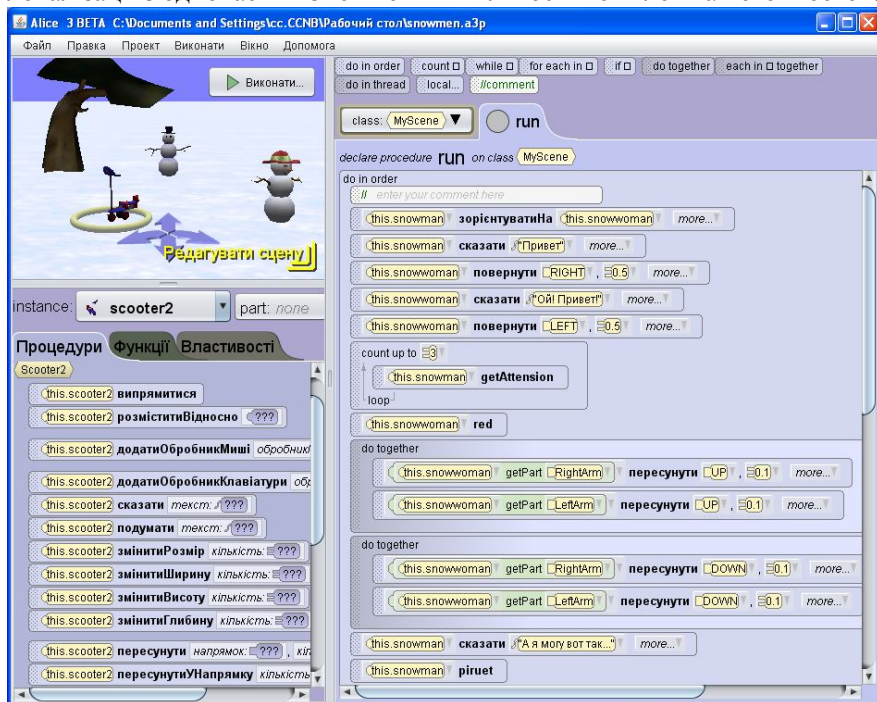 Alice 3 BETA C:\Documents and Settings\cc.CCNB\Рабочий стол\snowmen.a3p
Файл Правка Проект Виконати Вікно Допомога
Виконати...
Редагувати сцену
instance: scooter2 part: none
Процедури Функції Властивості
Scooter2
this.scooter2 випрямитися
this.scooter2 розміститиВідносно ???
this.scooter2 додатиОбробникМиші
this.scooter2 додатиОбробникКлавіатури
this.scooter2 сказати текст: ???
this.scooter2 подумати текст: ???
this.scooter2 змінитиРозмір кількість: ???
this.scooter2 змінитиШирину кількість: ???
this.scooter2 змінитиВисоту кількість: ???
this.scooter2 змінитиГлибину кількість: ???
this.scooter2 пересунути напрямок: ??? ,
this.scooter2 пересунутиУНапрямку кількість
do in order count while for each in if do together each in together
do in thread local... //comment
class: MyScene run
declare procedure run on class MyScene
do in order
// enter your comment here
this.snowman зорієнтуватиНа this.snowwoman more...
this.snowman сказати "Привет" more...
this.snowwoman повернути RIGHT , 0.5 more...
this.snowwoman сказати "Ой! Привет!" more...
this.snowwoman повернути LEFT , 0.5 more...
count up to 3
this.snowman getAttension
loop
this.snowwoman red
do together
( this.snowwoman getPart RightArm ) пересунути UP , 0.1 more...
( this.snowwoman getPart LeftArm ) пересунути UP , 0.1 more...
do together
( this.snowwoman getPart RightArm ) пересунути DOWN , 0.1 more...
( this.snowwoman getPart LeftArm ) пересунути DOWN , 0.1 more...
this.snowman сказати "А я могу вот так..." more...
this.snowman piruet